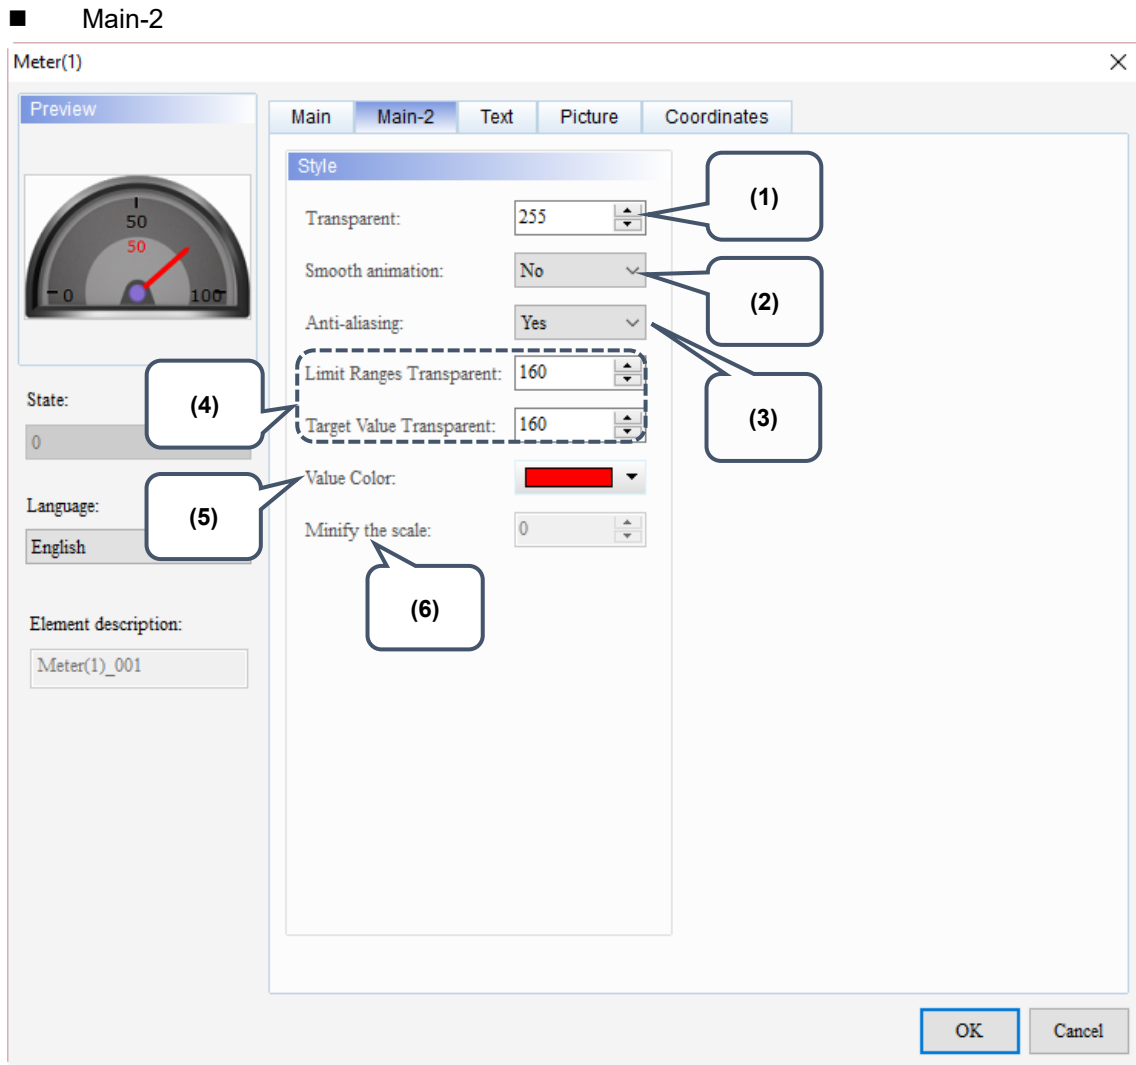 ■ Main-2
Meter(1)
Preview
50
50
0
100
State:
0
Language:
English
Element description:
Meter(1)_001
Main Main-2 Text Picture Coordinates
Style
Transparent: 255
Smooth animation: No
Anti-aliasing: Yes
Limit Ranges Transparent: 160
Target Value Transparent: 160
Value Color:
Minify the scale: 0
(1)
(2)
(3)
(4)
(5)
(6)
OK Cancel